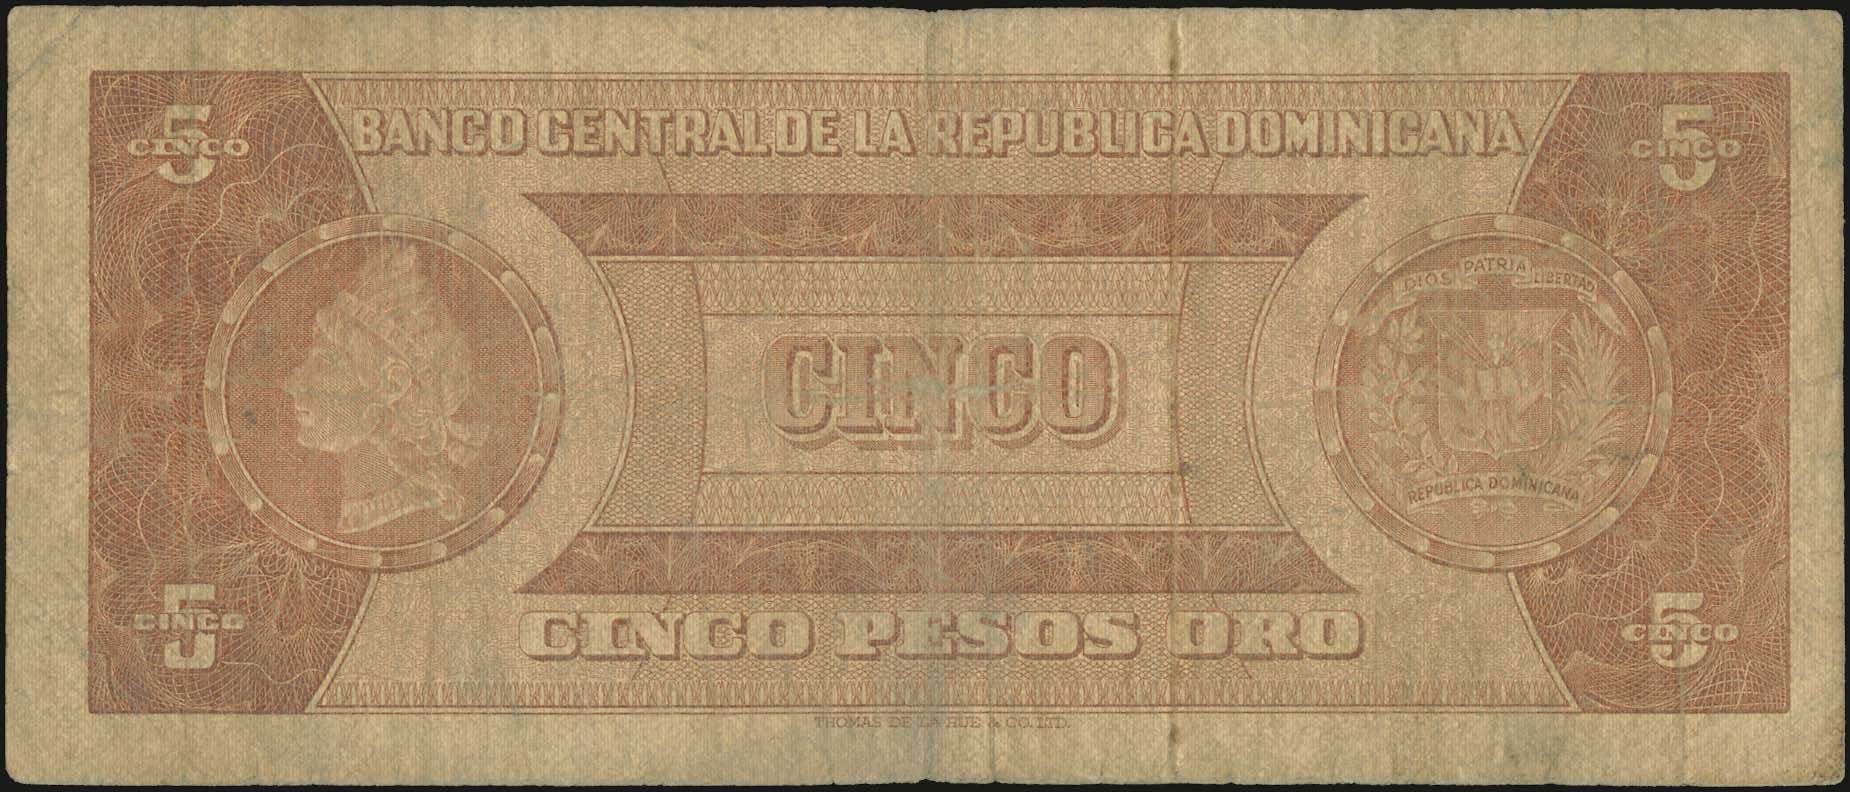 5
CINCO
BANCO CENTRAL DE LA REPUBLICA DOMINICANA
5
CINCO
DIOS PATRIA LIBERTAD
CINCO
REPUBLICA DOMINICANA
5
CINCO
CINCO PESOS ORO
5
CINCO
THOMAS DE LA RUE & CO. LTD.